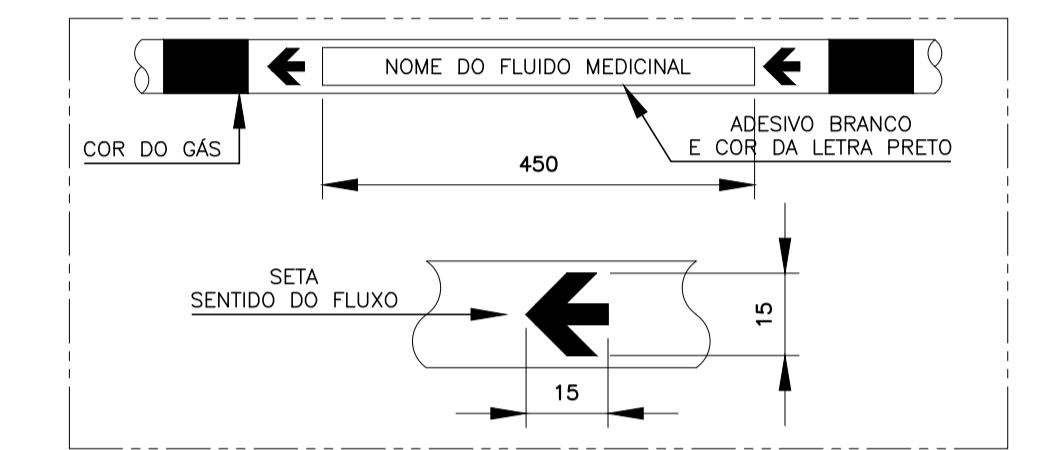 NOME DO FLUIDO MEDICINAL
COR DO GÁS
ADESIVO BRANCO
E COR DA LETRA PRETO
450
SETA
SENTIDO DO FLUXO
15
15